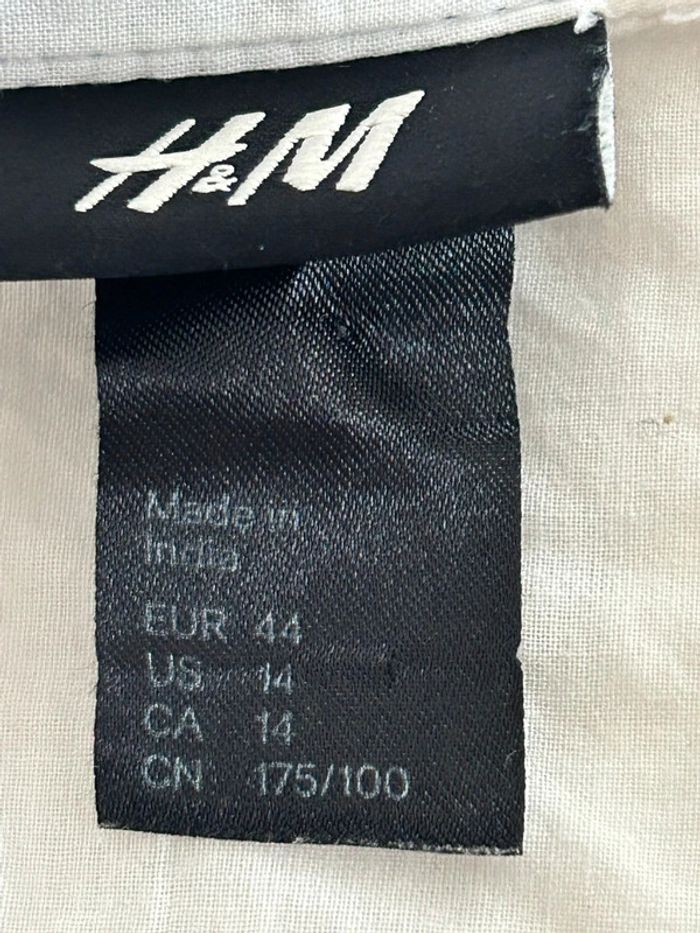 H&M
Made in
India
EUR 44
US 14
CA 14
CN 175/100